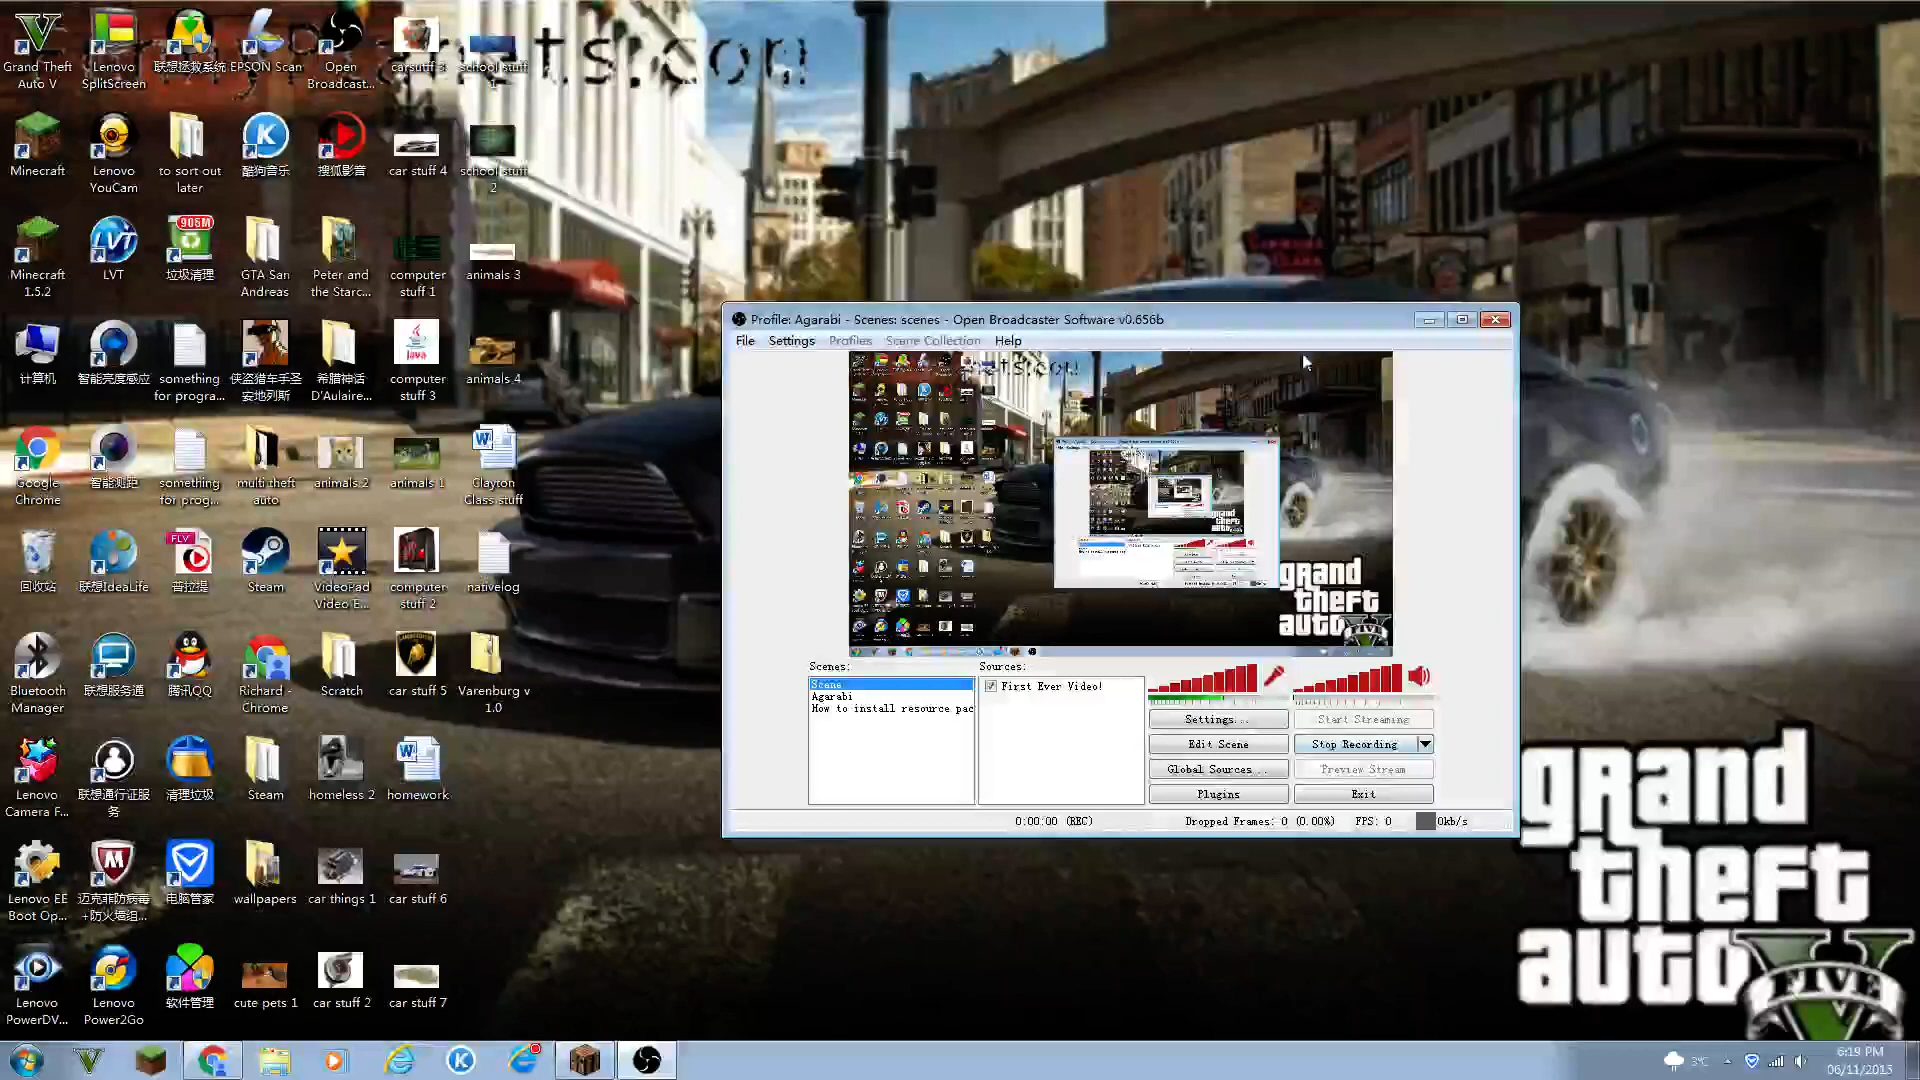 ets.com
Grand Theft
Auto V
Lenovo
SplitScreen
联想拯救系统
EPSON Scan
Open
Broadcast...
carsutff 3
school stuff
1
Minecraft
Lenovo
YouCam
to sort out
later
酷狗音乐
搜狐影音
car stuff 4
school stuff
2
Minecraft
1.5.2
LVT
LVT
906M
垃圾清理
GTA San
Andreas
Peter and
the Starc...
computer
stuff 1
animals 3
计算机
智能亮度感应
something
for progra...
侠盗猎车手圣
安地列斯
希腊神话
D'Aulaire...
Java
computer
stuff 3
animals 4
Google
Chrome
智能测距
something
for prog...
multi theft
auto
animals 2
animals 1
Clayton
Glass stuff
回收站
联想IdeaLife
FLV
普拉提
Steam
VideoPad
Video E...
computer
stuff 2
nativelog
Bluetooth
Manager
联想服务通
腾讯QQ
Richard -
Chrome
Scratch
car stuff 5
Varenburg v
1.0
Lenovo
Camera F...
联想通行证服
务
清理垃圾
Steam
homeless 2
homework
Lenovo EE
Boot Op...
迈克菲防病毒
+防火墙组...
电脑管家
wallpapers
car things 1
car stuff 6
Lenovo
PowerDV...
Lenovo
Power2Go
软件管理
cute pets 1
car stuff 2
car stuff 7
Profile: Agarabi - Scenes: scenes - Open Broadcaster Software v0.656b
File Settings Profiles Scene Collection Help
ets.com
grand
theft
auto
Scenes:
Sources:
Scene
Agarabi
How to install resource pac
First Ever Video!
Settings...
Start Streaming
Edit Scene
Stop Recording
Global Sources...
Preview Stream
Plugins
Exit
0:00:00 (REC)
Dropped Frames: 0 (0.00%)
FPS: 0
0kb/s
grand
theft
auto
FIVE
3℃
6:19 PM
06/11/2015